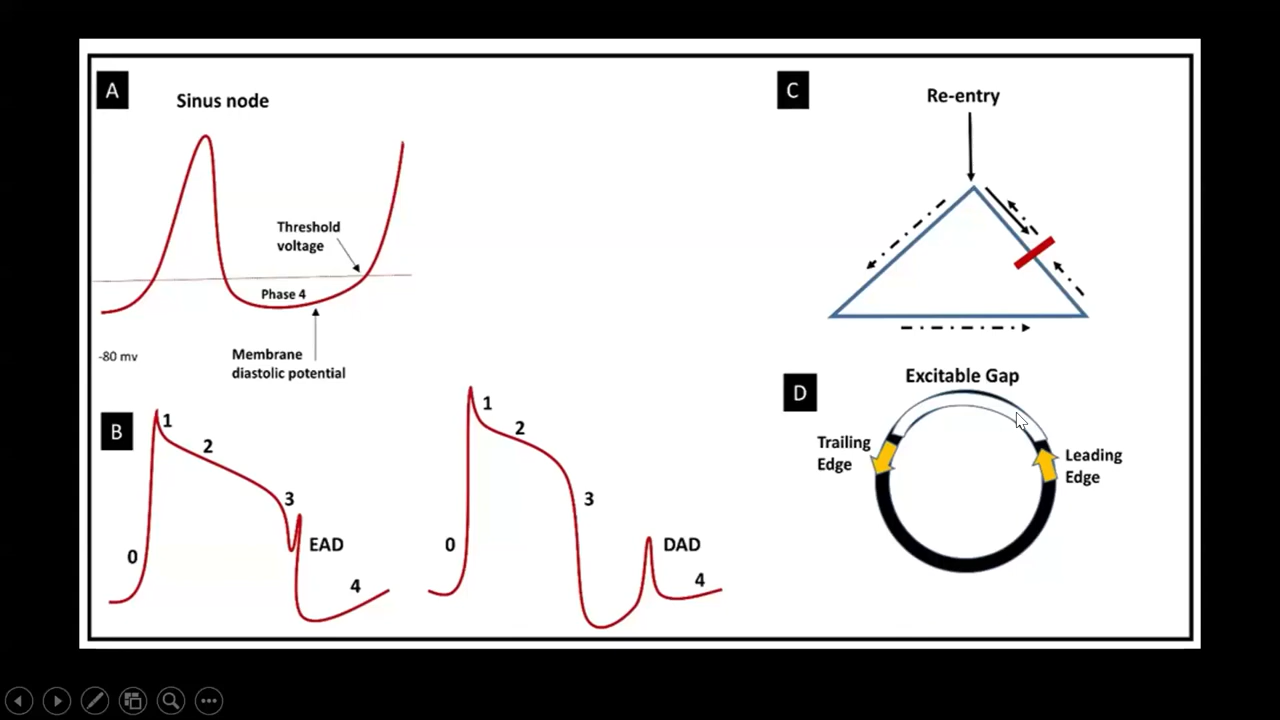 A
Sinus node
Threshold
voltage
Phase 4
Membrane
diastolic potential
-80 mv
B
0
1
2
3
EAD
4
0
1
2
3
DAD
4
C
Re-entry
D
Excitable Gap
Trailing
Edge
Leading
Edge